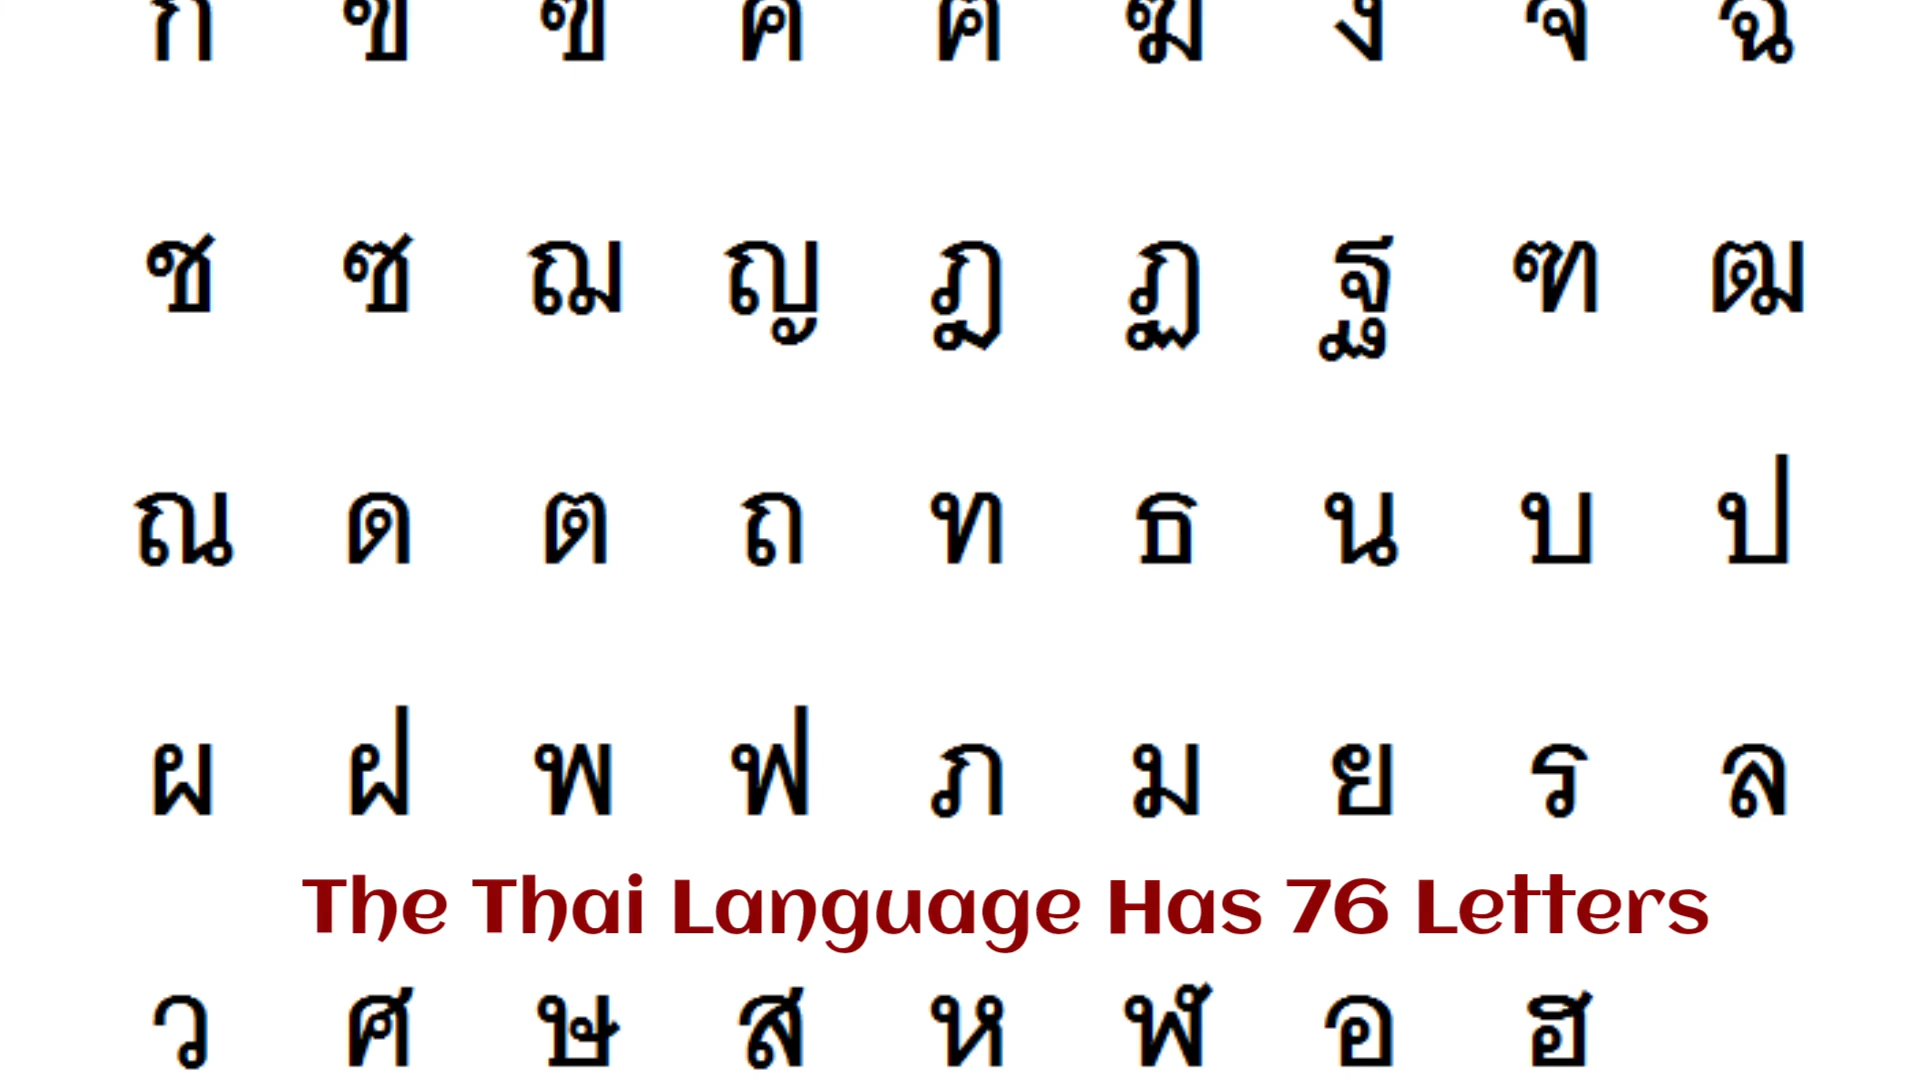 ก ข ฃ ค ฅ ฆ ง จ ฉ
ช ซ ฌ ญ ฎ ฏ ฐ ฑ ฒ
ณ ด ต ถ ท ธ น บ ป
ผ ฝ พ ฟ ภ ม ย ร ล
The Thai Language Has 76 Letters
ว ศ ษ ส ห ฬ อ ฮ